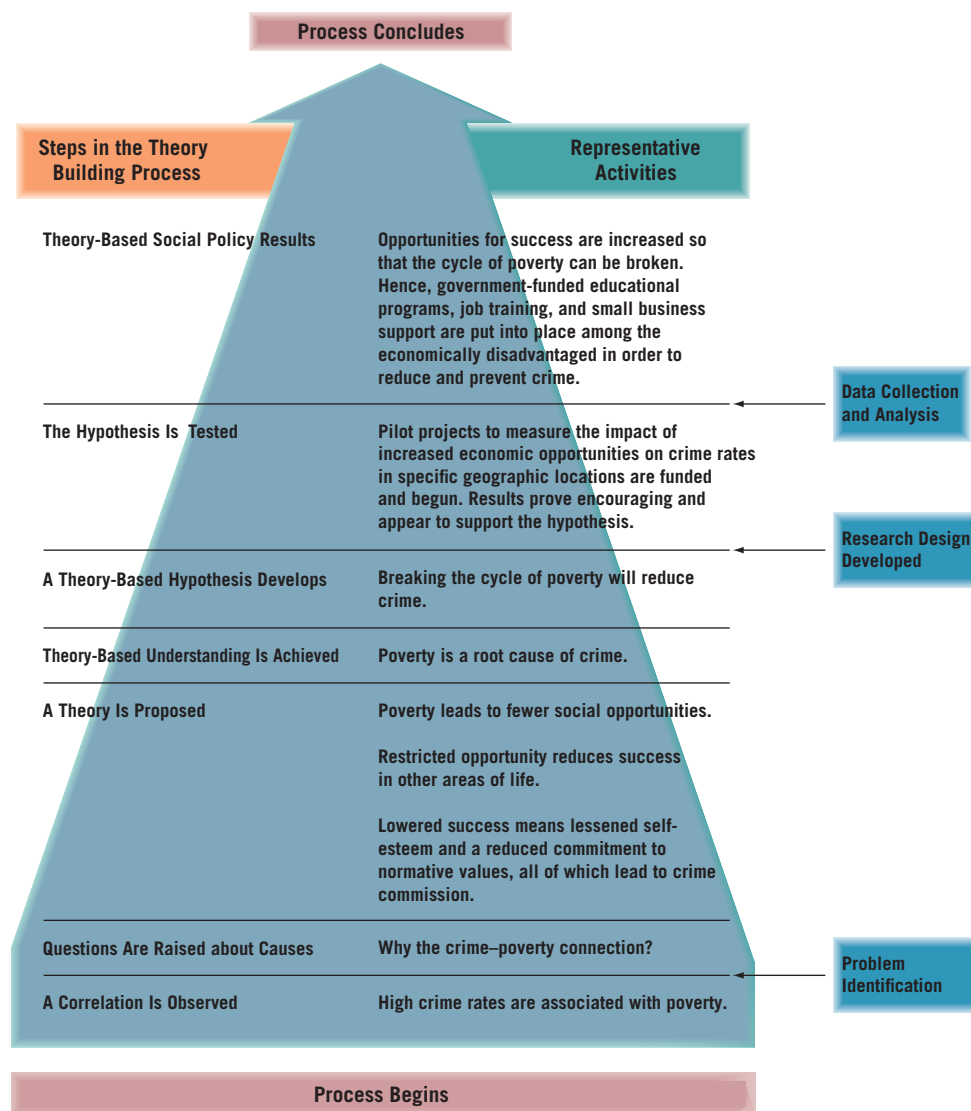 Process Concludes
Steps in the Theory
Building Process
Representative
Activities
Theory-Based Social Policy Results
Opportunities for success are increased so
that the cycle of poverty can be broken.
Hence, government-funded educational
programs, job training, and small business
support are put into place among the
economically disadvantaged in order to
reduce and prevent crime.
Data Collection
and Analysis
The Hypothesis Is Tested
Pilot projects to measure the impact of
increased economic opportunities on crime rates
in specific geographic locations are funded
and begun. Results prove encouraging and
appear to support the hypothesis.
Research Design
Developed
A Theory-Based Hypothesis Develops
Breaking the cycle of poverty will reduce
crime.
Theory-Based Understanding Is Achieved
Poverty is a root cause of crime.
A Theory Is Proposed
Poverty leads to fewer social opportunities.
Restricted opportunity reduces success
in other areas of life.
Lowered success means lessened self-
esteem and a reduced commitment to
normative values, all of which lead to crime
commission.
Questions Are Raised about Causes
Why the crime–poverty connection?
Problem
Identification
A Correlation Is Observed
High crime rates are associated with poverty.
Process Begins